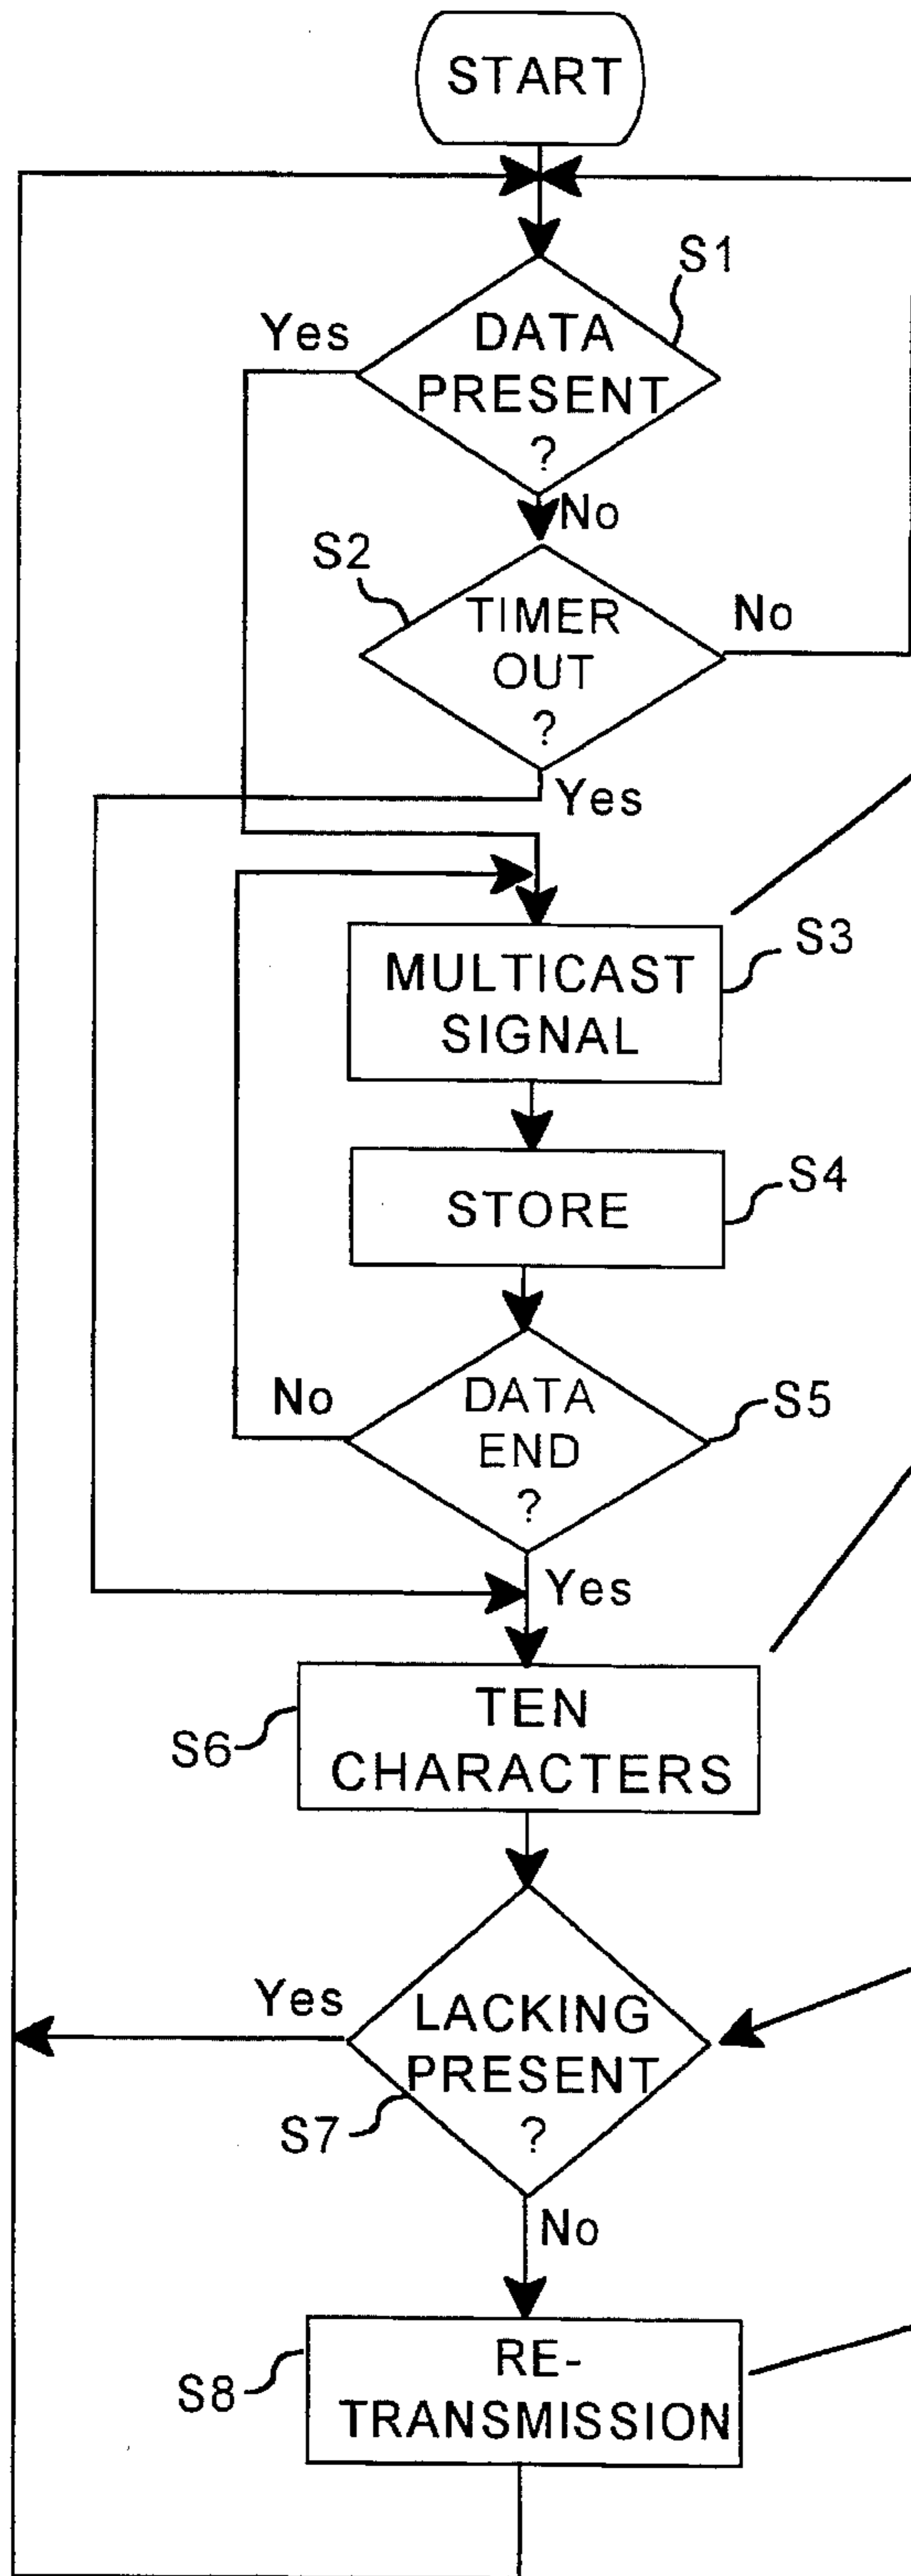 START
S1
Yes
DATA
PRESENT
?
No
S2
TIMER
OUT
?
No
Yes
MULTICAST
SIGNAL
S3
STORE
S4
DATA
END
?
No
S5
Yes
TEN
CHARACTERS
S6
Yes
LACKING
PRESENT
?
S7
No
RE-
TRANSMISSION
S8